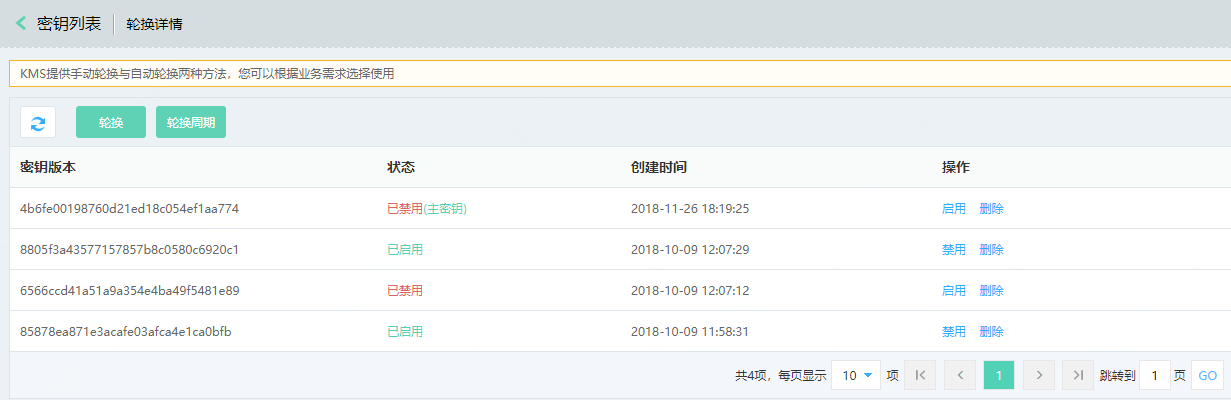 密钥列表 轮换详情
KMS提供手动轮换与自动轮换两种方法，您可以根据业务需求选择使用
轮换 轮换周期
密钥版本 状态 创建时间 操作
4b6fe00198760d21ed18c054ef1aa774 已禁用(主密钥) 2018-11-26 18:19:25 启用 删除
8805f3a43577157857b8c0580c6920c1 已启用 2018-10-09 12:07:29 禁用 删除
6566ccd41a51a9a354e4ba49f5481e89 已禁用 2018-10-09 12:07:12 启用 删除
85878ea871e3acafe03afca4e1ca0bfb 已启用 2018-10-09 11:58:31 禁用 删除
共4项，每页显示 10 项 1 跳转到 1 页 GO